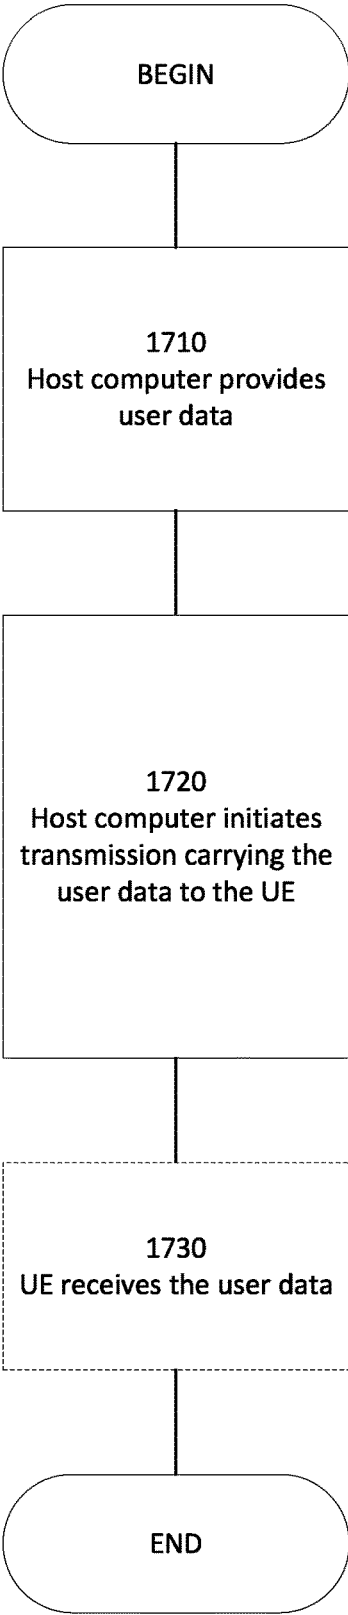 BEGIN
1710
Host computer provides
user data
1720
Host computer initiates
transmission carrying the
user data to the UE
1730
UE receives the user data
END